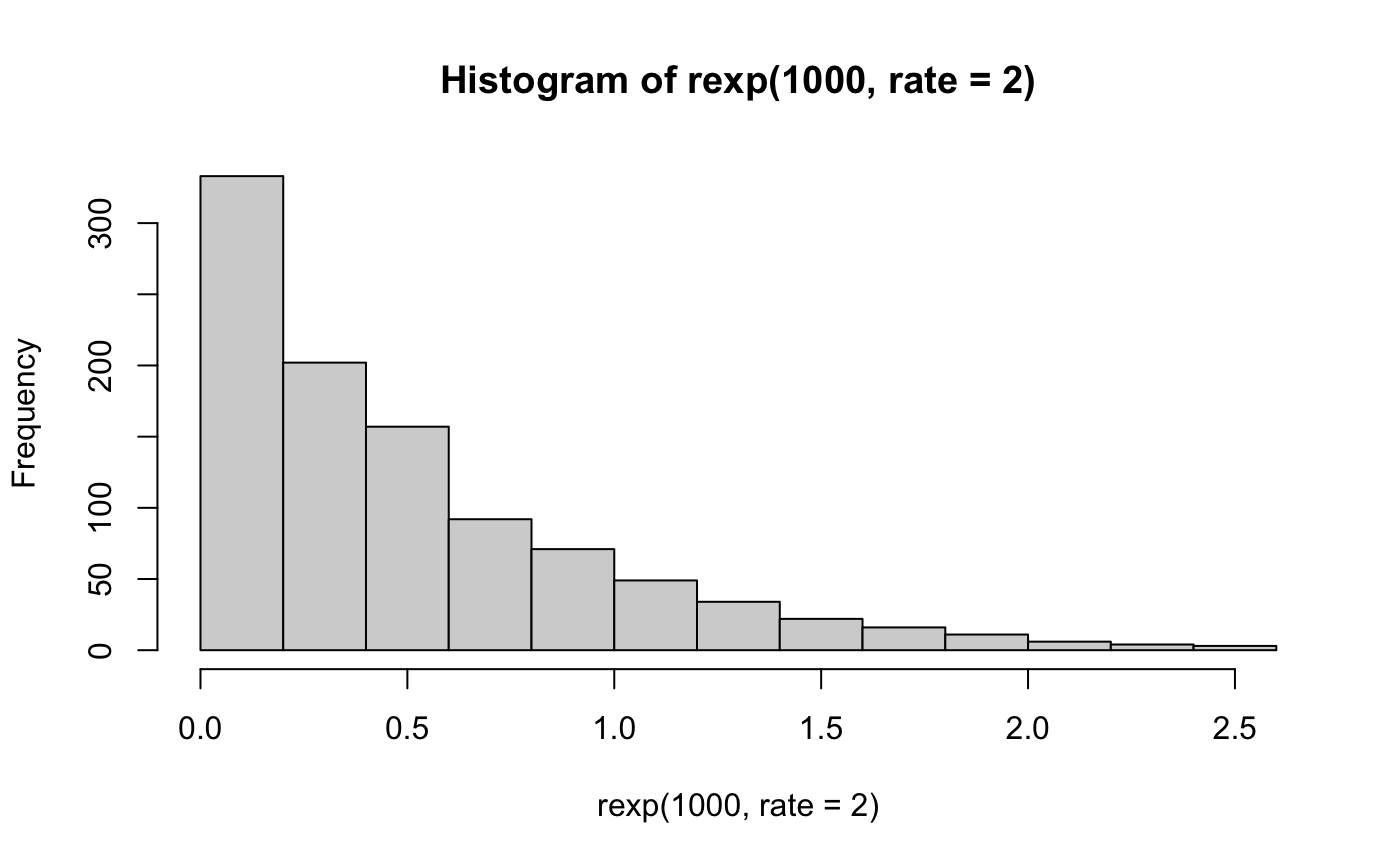 Histogram of rexp(1000, rate = 2)
Frequency
300
200
100
50
0
0.0 0.5 1.0 1.5 2.0 2.5
rexp(1000, rate = 2)